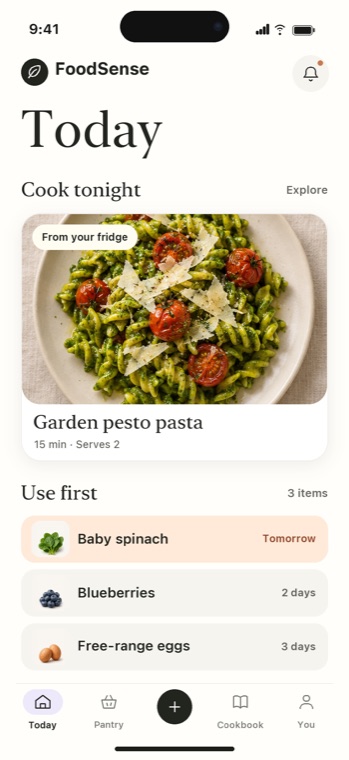 9:41
FoodSense
Today
Cook tonight
Explore
From your fridge
Garden pesto pasta
15 min · Serves 2
Use first
3 items
Baby spinach
Tomorrow
Blueberries
2 days
Free-range eggs
3 days
Today
Pantry
Cookbook
You